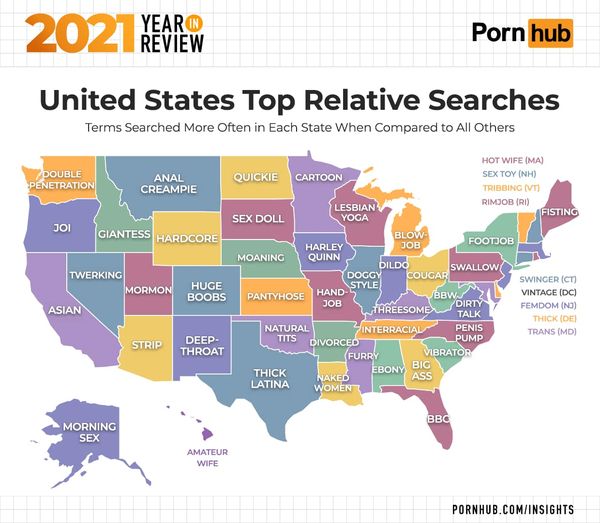 2021 YEAR IN REVIEW
Pornhub
United States Top Relative Searches
Terms Searched More Often in Each State When Compared to All Others
HOT WIFE (MA)
SEX TOY (NH)
TRIBBING (VT)
RIMJOB (RI)
DOUBLE
PENETRATION
ANAL
CREAMPIE
QUICKIE
CARTOON
LESBIAN
YOGA
FISTING
JOI
GIANTESS
SEX DOLL
BLOW-
JOB
FOOTJOB
HARDCORE
MOANING
HARLEY
QUINN
SWALLOW
TWERKING
MORMON
HUGE
BOOBS
PANTYHOSE
HAND-
JOB
DOGGY
STYLE
DILDO
COUGAR
BBW
DIRTY
TALK
SWINGER (CT)
VINTAGE (DC)
FEMDOM (NJ)
THICK (DE)
TRANS (MD)
ASIAN
THREESOME
STRIP
DEEP-
THROAT
NATURAL
TITS
DIVORCED
INTERRACIAL
PENIS
PUMP
THICK
LATINA
NAKED
WOMEN
FURRY
EBONY
BIG
ASS
VIBRATOR
BBC
MORNING
SEX
AMATEUR
WIFE
PORNHUB.COM/INSIGHTS